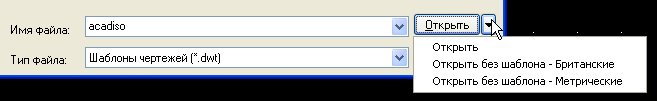 Имя файла: acadiso Открыть
Тип файла: Шаблоны чертежей (*.dwt)
Открыть
Открыть без шаблона - Британские
Открыть без шаблона - Метрические